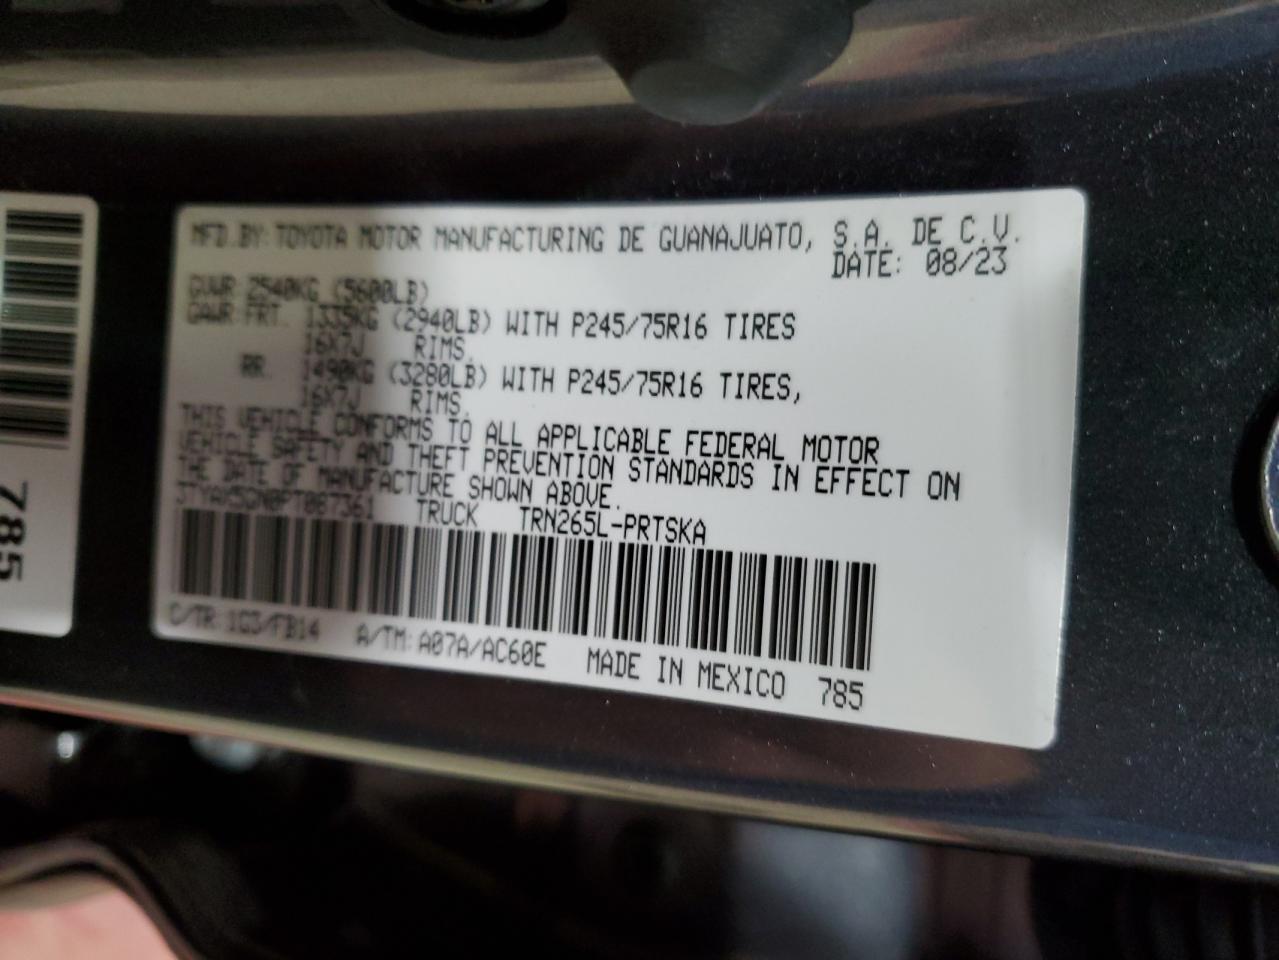 MFD.BY:TOYOTA MOTOR MANUFACTURING DE GUANAJUATO, S.A. DE C.V.
DATE: 08/23
GVWR 2540KG (5600LB)
GAWR FRT. 1335KG (2940LB) WITH P245/75R16 TIRES
16X7J RIMS,
RR. 1490KG (3280LB) WITH P245/75R16 TIRES,
16X7J RIMS,
THIS VEHICLE CONFORMS TO ALL APPLICABLE FEDERAL MOTOR
VEHICLE SAFETY AND THEFT PREVENTION STANDARDS IN EFFECT ON
THE DATE OF MANUFACTURE SHOWN ABOVE.
3TYAX5GN0PT087361 TRUCK TRN265L-PRTSKA
C/TR:1G3/FB14 A/TM:A07A/AC60E MADE IN MEXICO 785
785